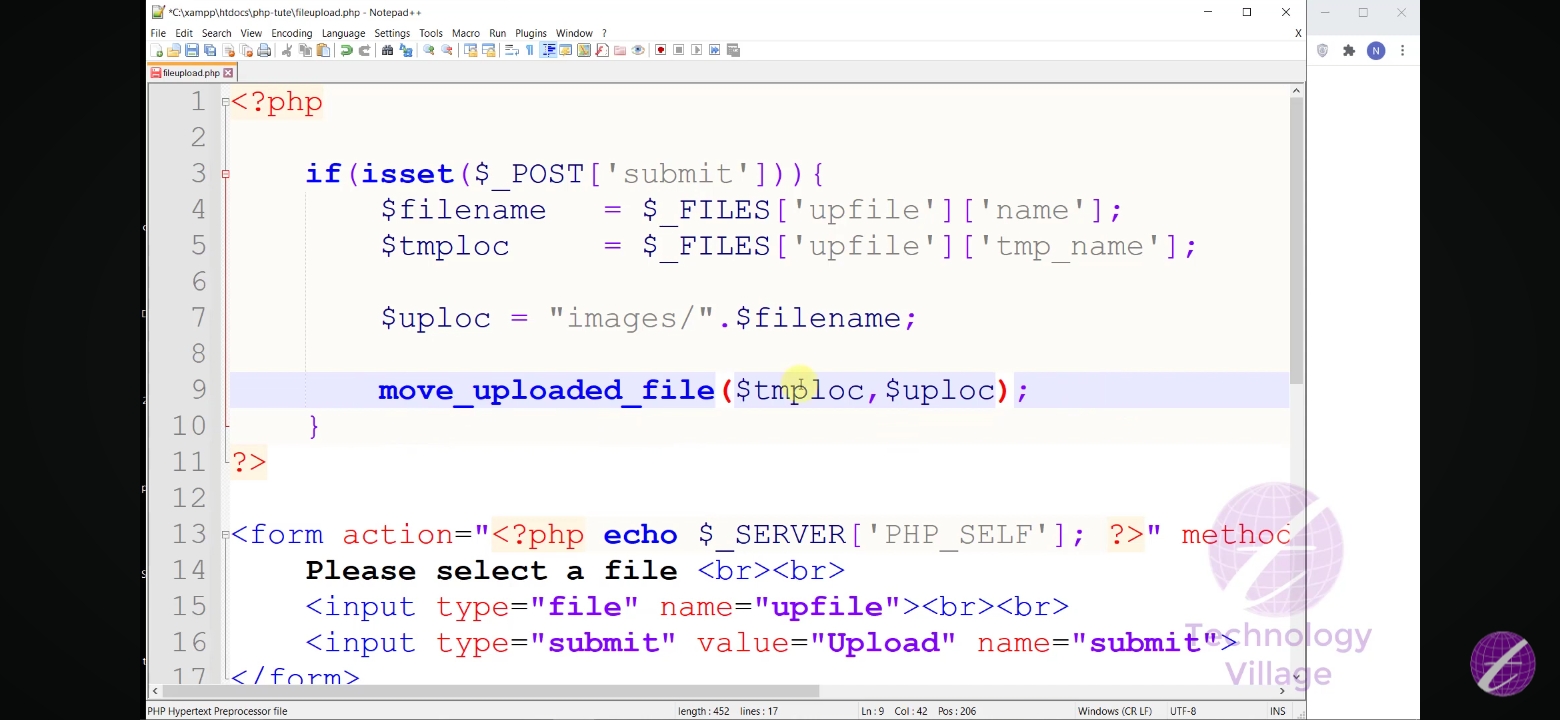 *C:\xampp\htdocs\php-tute\fileupload.php - Notepad++
File Edit Search View Encoding Language Settings Tools Macro Run Plugins Window ? X
fileupload.php
N
1 <?php
2
3 if(isset($_POST['submit'])){
4 $filename = $_FILES['upfile']['name'];
5 $tmploc = $_FILES['upfile']['tmp_name'];
6
7 $uploc = "images/".$filename;
8
9 move_uploaded_file($tmploc,$uploc);
10 }
11 ?>
12
13 <form action="<?php echo $_SERVER['PHP_SELF']; ?>" method
14 Please select a file <br><br>
15 <input type="file" name="upfile"><br><br>
16 <input type="submit" value="Upload" name="submit">
17 </form>
Technology
Village
PHP Hypertext Preprocessor file length : 452 lines : 17 Ln : 9 Col : 42 Pos : 206 Windows (CR LF) UTF-8 INS